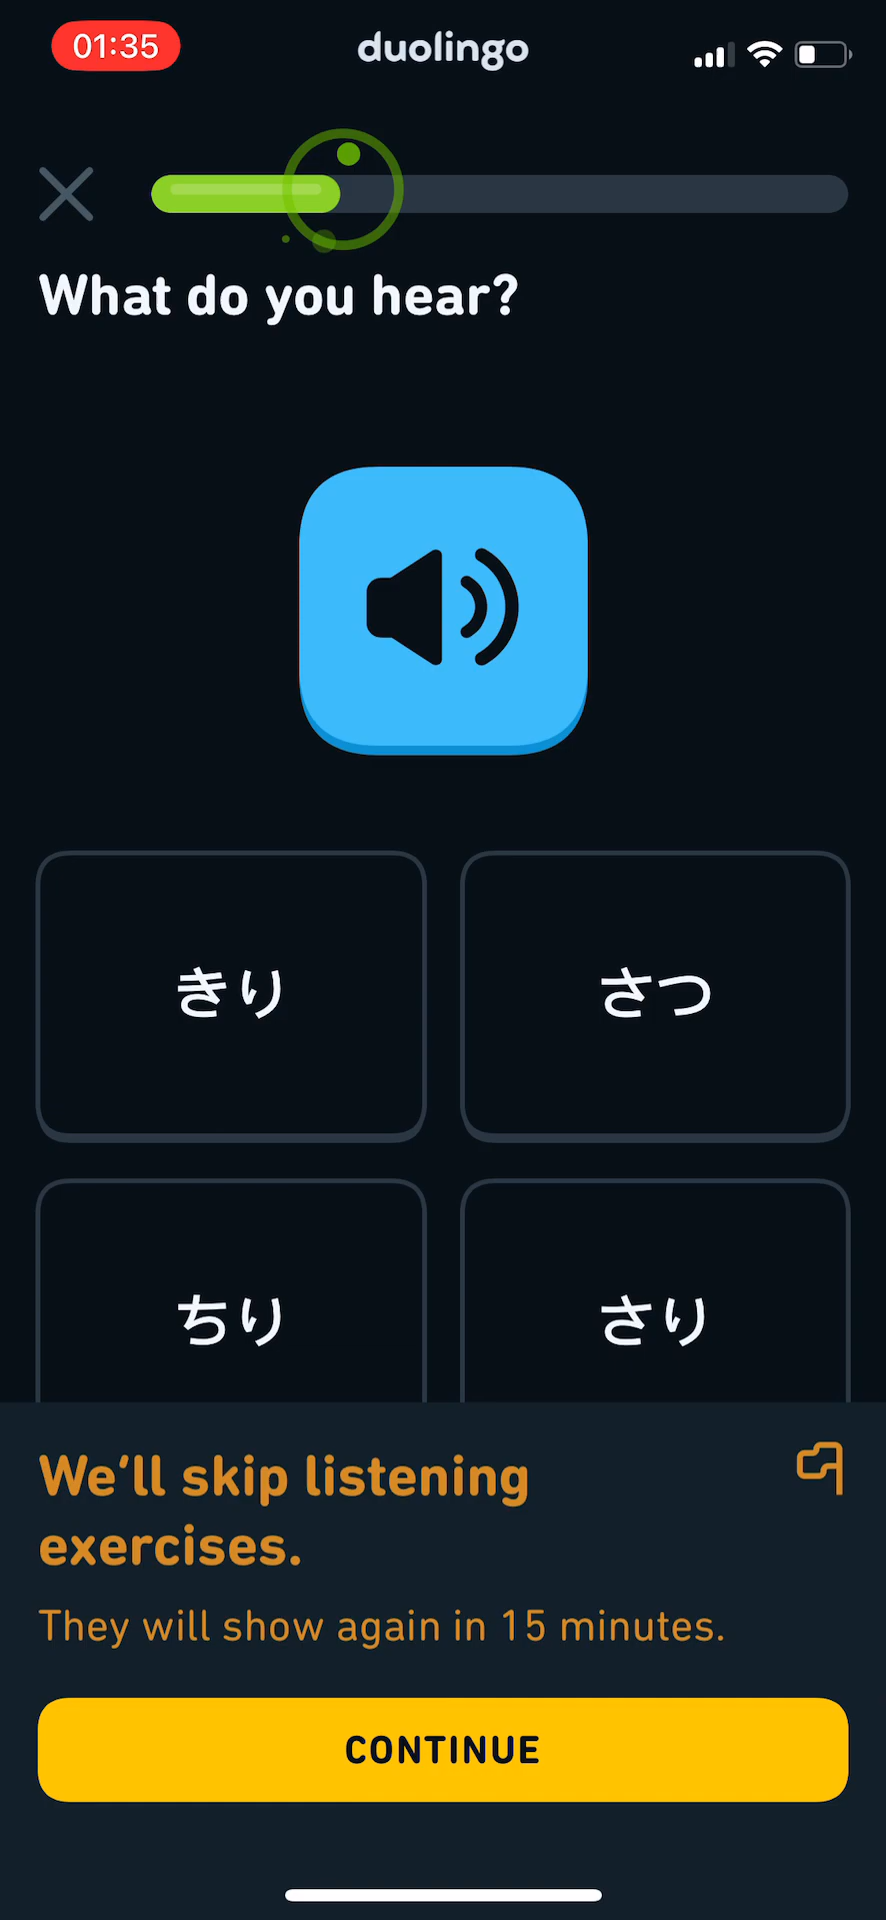 01:35
duolingo
What do you hear?
きり
さつ
ちり
さり
We'll skip listening
exercises.
They will show again in 15 minutes.
CONTINUE